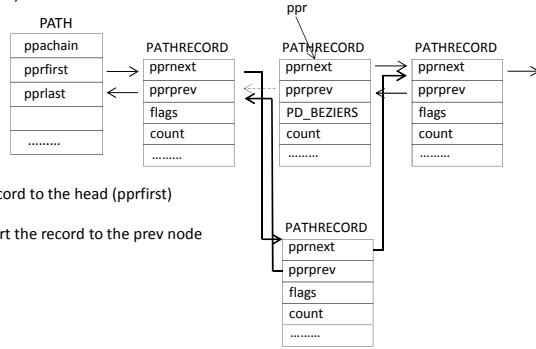 ppr
PATH
ppachain
pprfirst
pprlast
………
PATHRECORD
pprnext
pprprev
flags
count
………
PATHRECORD
pprnext
pprprev
PD_BEZIERS
count
………
PATHRECORD
pprnext
pprprev
flags
count
………
cord to the head (pprfirst)
rt the record to the prev node
PATHRECORD
pprnext
pprprev
flags
count
………